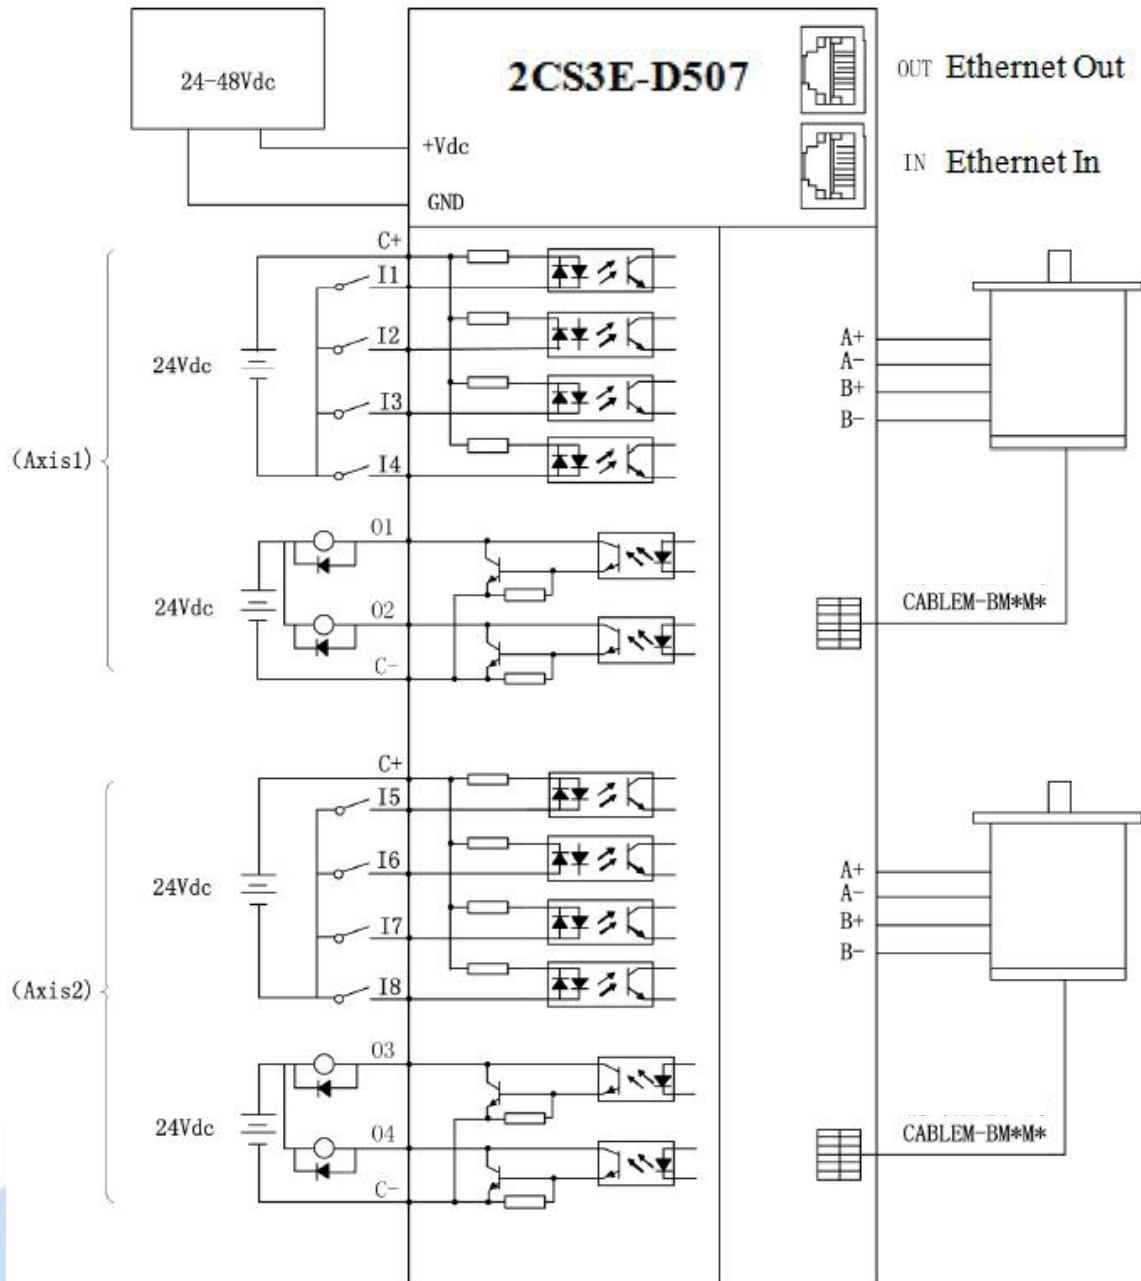 24-48Vdc
2CS3E-D507
OUT Ethernet Out
+Vdc
IN Ethernet In
GND
C+
I1
I2
24Vdc
I3
(Axis1)
I4
A+
A-
B+
B-
O1
24Vdc
O2
C-
CABLEM-BM*M*
C+
I5
I6
24Vdc
I7
(Axis2)
I8
A+
A-
B+
B-
O3
24Vdc
O4
C-
CABLEM-BM*M*